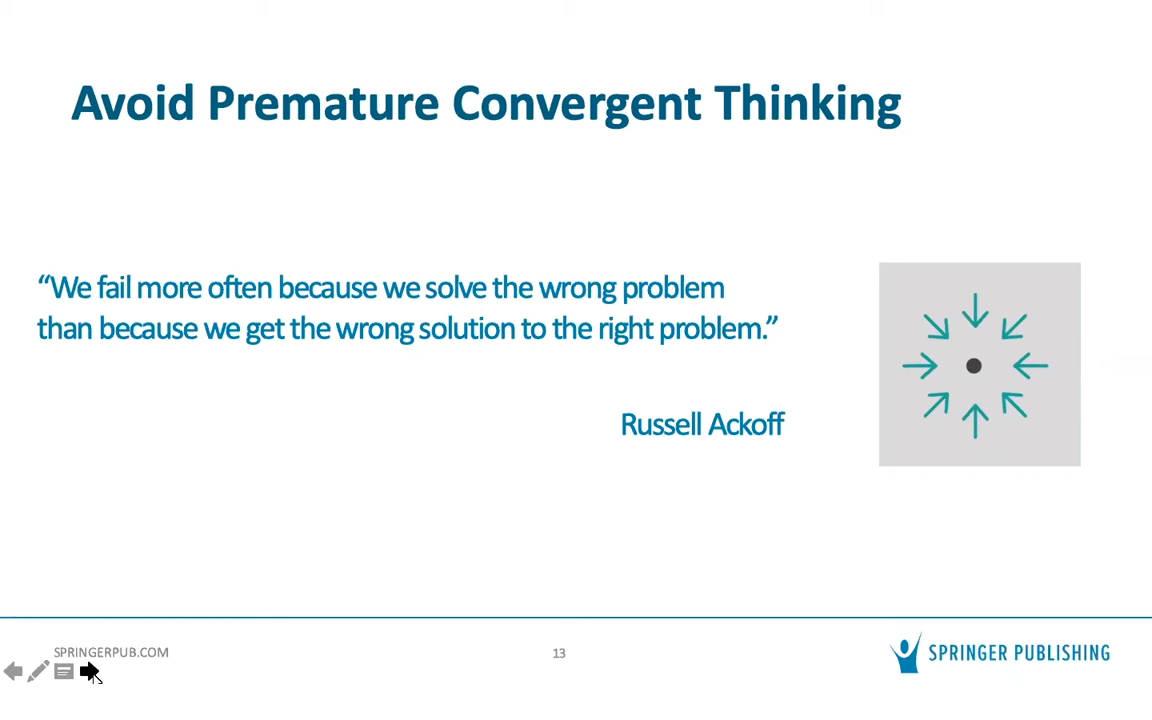 Avoid Premature Convergent Thinking
“We fail more often because we solve the wrong problem
than because we get the wrong solution to the right problem.”
Russell Ackoff
SPRINGERPUB.COM
13
SPRINGER PUBLISHING